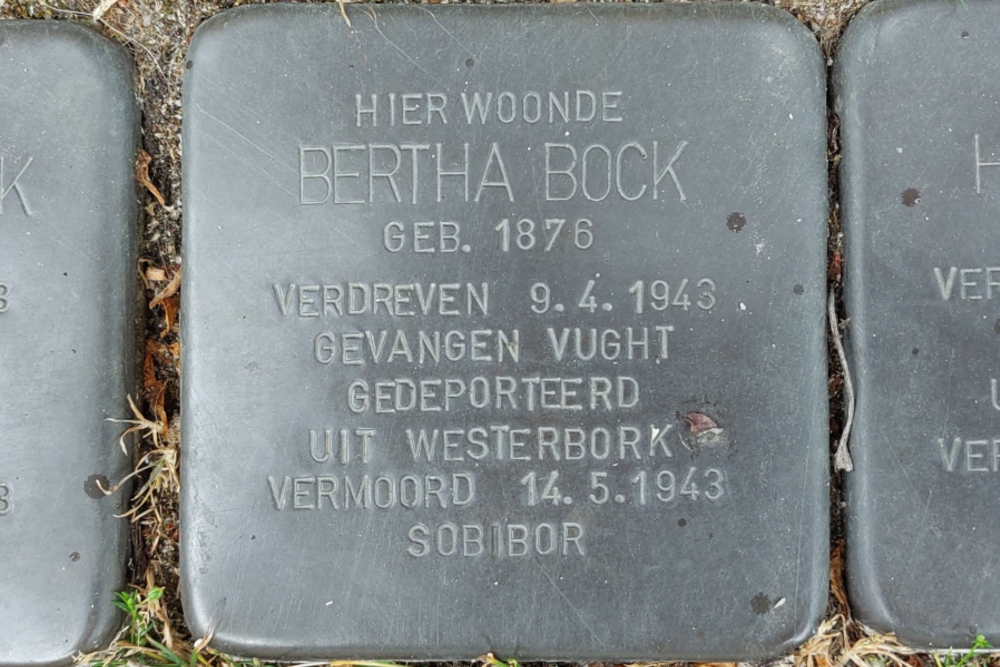 HIER WOONDE
BERTHA BOCK
GEB. 1876
VERDREVEN 9.4.1943
GEVANGEN VUGHT
GEDEPORTEERD
UIT WESTERBORK
VERMOORD 14.5.1943
SOBIBOR